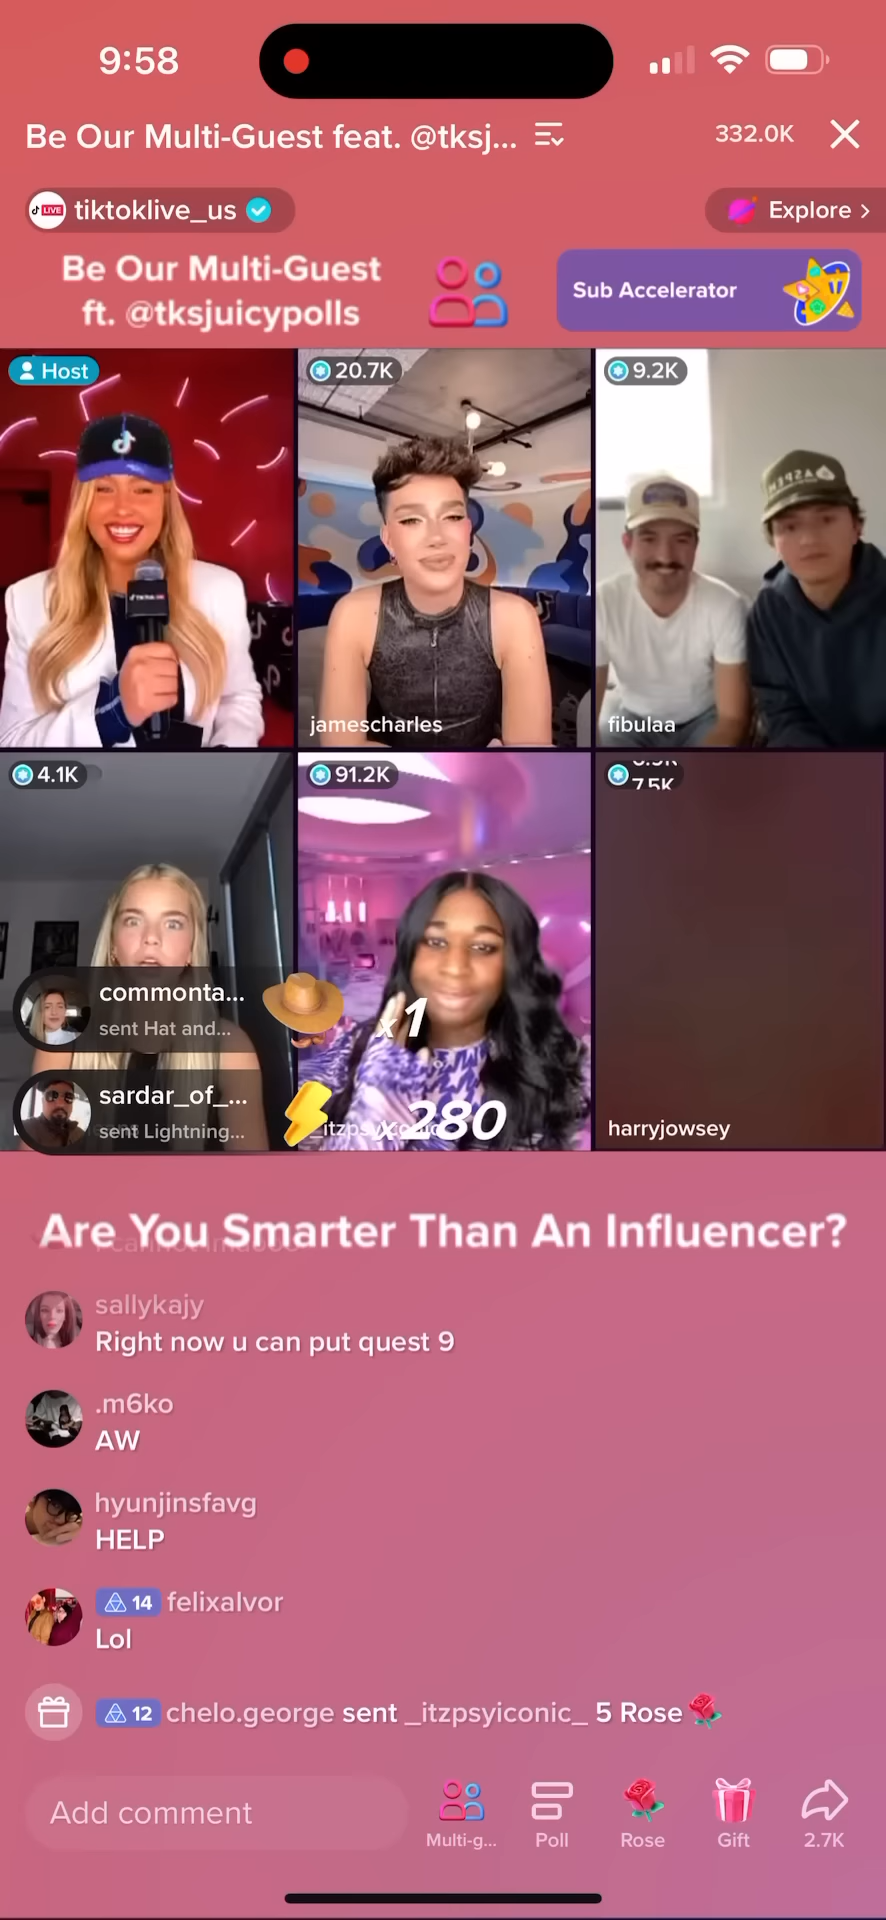 9:58
Be Our Multi-Guest feat. @tksj...
332.0K
LIVE
tiktoklive_us
Explore >
Be Our Multi-Guest
ft. @tksjuicypolls
Sub Accelerator
Host
20.7K
9.2K
ASPEN
jamescharles
fibulaa
4.1K
91.2K
7.5K
commonta...
sent Hat and...
x1
sardar_of_...
sent Lightning...
x280
harryjowsey
Are You Smarter Than An Influencer?
sallykajy
Right now u can put quest 9
.m6ko
AW
hyunjinsfavg
HELP
14 felixalvor
Lol
12 chelo.george sent _itzpsyiconic_ 5 Rose
Add comment
Multi-g...
Poll
Rose
Gift
2.7K